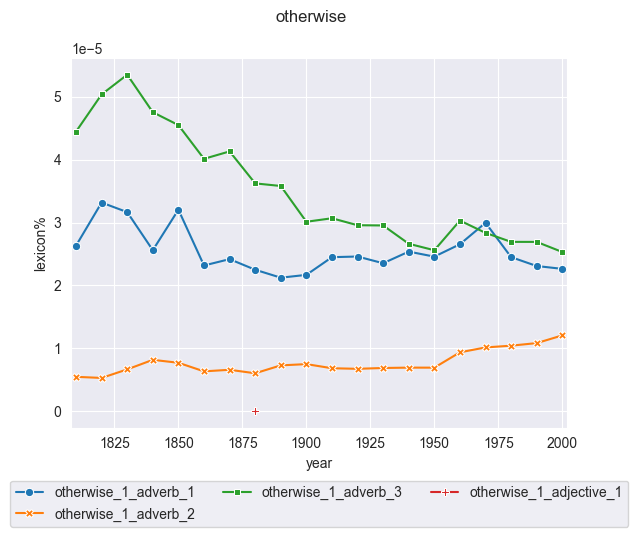 otherwise
1e−5
5
4
3
2
1
0
lexicon%
1825 1850 1875 1900 1925 1950 1975 2000
year
otherwise_1_adverb_1 otherwise_1_adverb_3 otherwise_1_adjective_1
otherwise_1_adverb_2